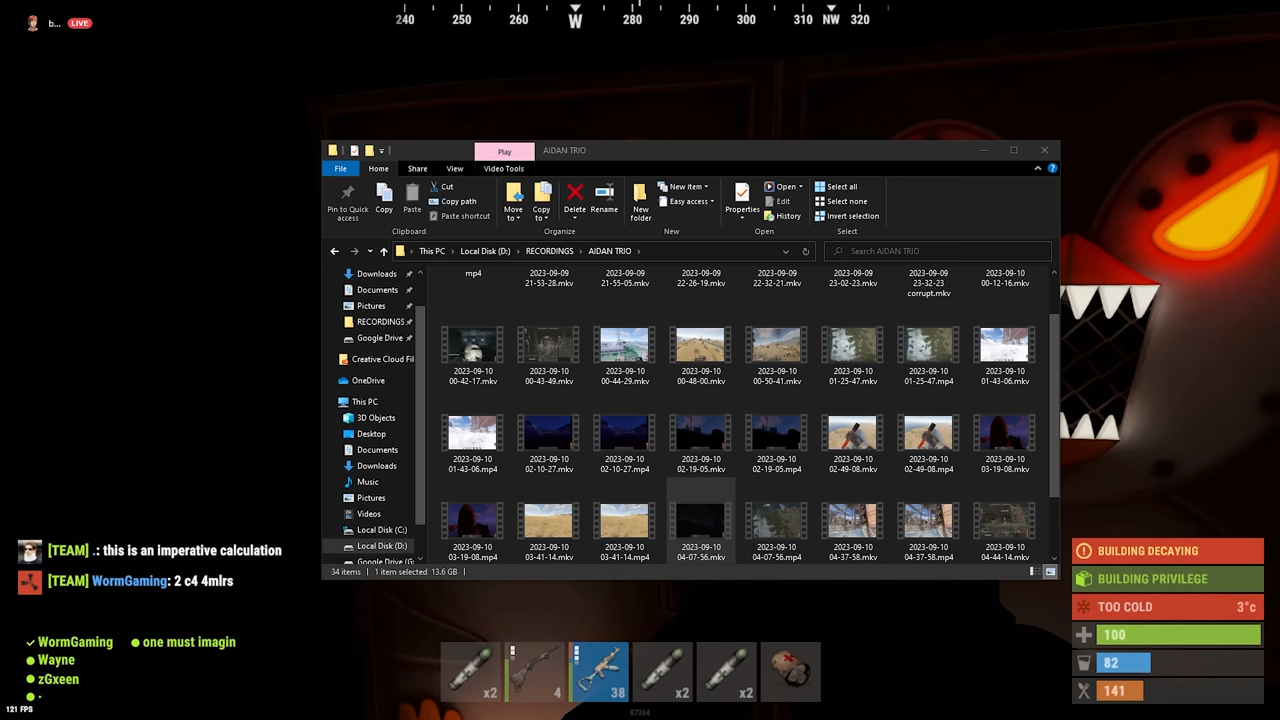 240 250 260 W 280 290 300 310 NW 320
b... LIVE
Play AIDAN TRIO
File Home Share View Video Tools
Pin to Quick access
Copy
Paste
Cut
Copy path
Paste shortcut
Move to
Copy to
Delete
Rename
New folder
New item
Easy access
Properties
Open
Edit
History
Select all
Select none
Invert selection
Clipboard Organize New Open Select
This PC Local Disk (D:) RECORDINGS AIDAN TRIO
Search AIDAN TRIO
Downloads
Documents
Pictures
RECORDINGS
Google Drive
Creative Cloud Fil
OneDrive
This PC
3D Objects
Desktop
Documents
Downloads
Music
Pictures
Videos
Local Disk (C:)
Local Disk (D:)
Google Drive (G:
mp4
2023-09-09 21-53-28.mkv
2023-09-09 21-55-05.mkv
2023-09-09 22-26-19.mkv
2023-09-09 22-32-21.mkv
2023-09-09 23-02-23.mkv
2023-09-09 23-32-23 corrupt.mkv
2023-09-10 00-12-16.mkv
2023-09-10 00-42-17.mkv
2023-09-10 00-43-49.mkv
2023-09-10 00-44-29.mkv
2023-09-10 00-48-00.mkv
2023-09-10 00-50-41.mkv
2023-09-10 01-25-47.mkv
2023-09-10 01-25-47.mp4
2023-09-10 01-43-06.mkv
2023-09-10 01-43-06.mp4
2023-09-10 02-10-27.mkv
2023-09-10 02-10-27.mp4
2023-09-10 02-19-05.mkv
2023-09-10 02-19-05.mp4
2023-09-10 02-49-08.mkv
2023-09-10 02-49-08.mp4
2023-09-10 03-19-08.mkv
2023-09-10 03-19-08.mp4
2023-09-10 03-41-14.mkv
2023-09-10 03-41-14.mp4
2023-09-10 04-07-56.mkv
2023-09-10 04-07-56.mp4
2023-09-10 04-37-58.mkv
2023-09-10 04-37-58.mp4
2023-09-10 04-44-14.mkv
34 items 1 item selected 13.6 GB
[TEAM] .: this is an imperative calculation
[TEAM] WormGaming: 2 c4 4mlrs
WormGaming one must imagin
Wayne
zGxeen
-
121 FPS
x2 4 38 x2 x2
87354
BUILDING DECAYING
BUILDING PRIVILEGE
TOO COLD 3°c
100
82
141